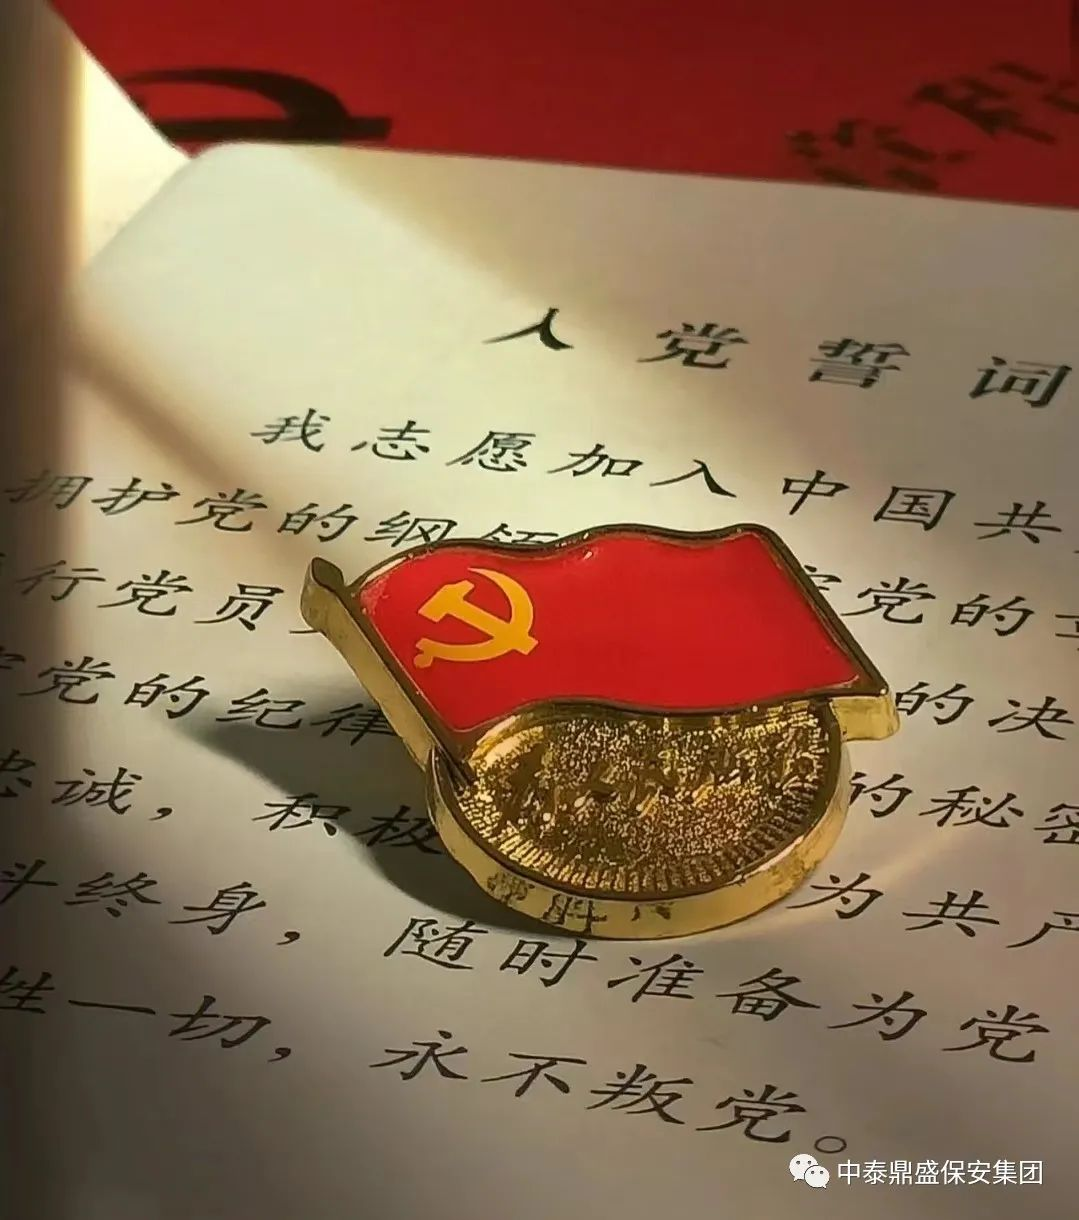 入党誓词
我志愿加入中国共
拥护党的纲领 党的
行党员 的决
党的纪律 的秘密
忠诚，积极 为共产
斗终身，随时准备为党
牲一切，永不叛党。
中泰鼎盛保安集团